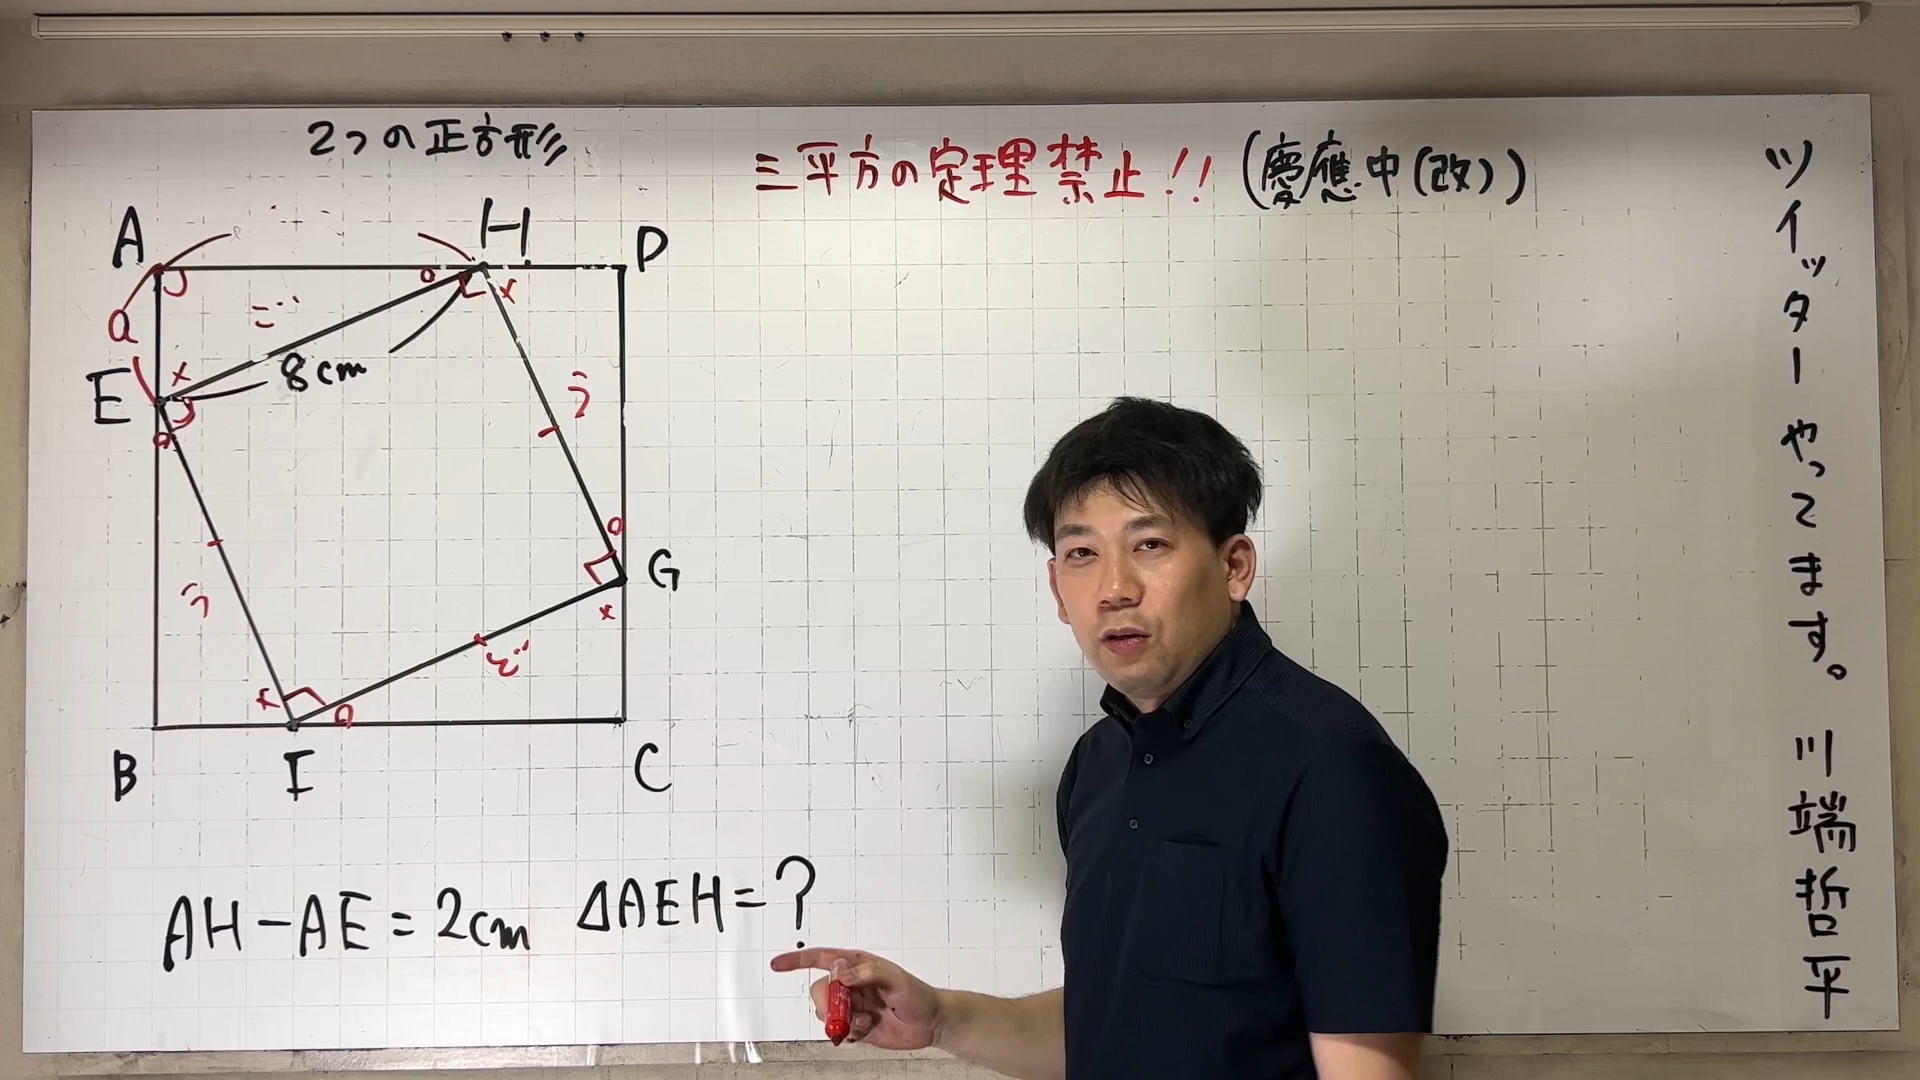 2つの正方形
三平方の定理禁止!!(慶應中(改))
A
H
D
a
8cm
E
G
B
I
C
AH-AE=2cm △AEH=?
ツイッターやってます。川端哲平